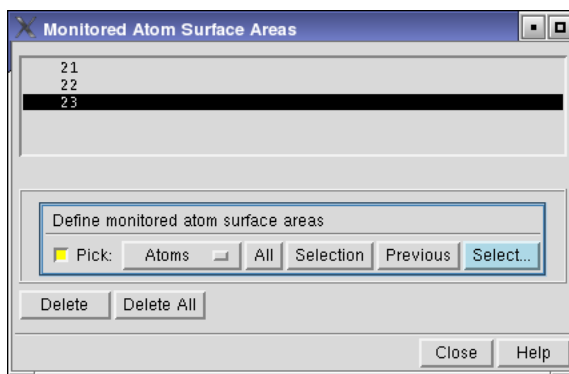 Monitored Atom Surface Areas
21
22
23
Define monitored atom surface areas
Pick: Atoms All Selection Previous Select...
Delete Delete All
Close Help